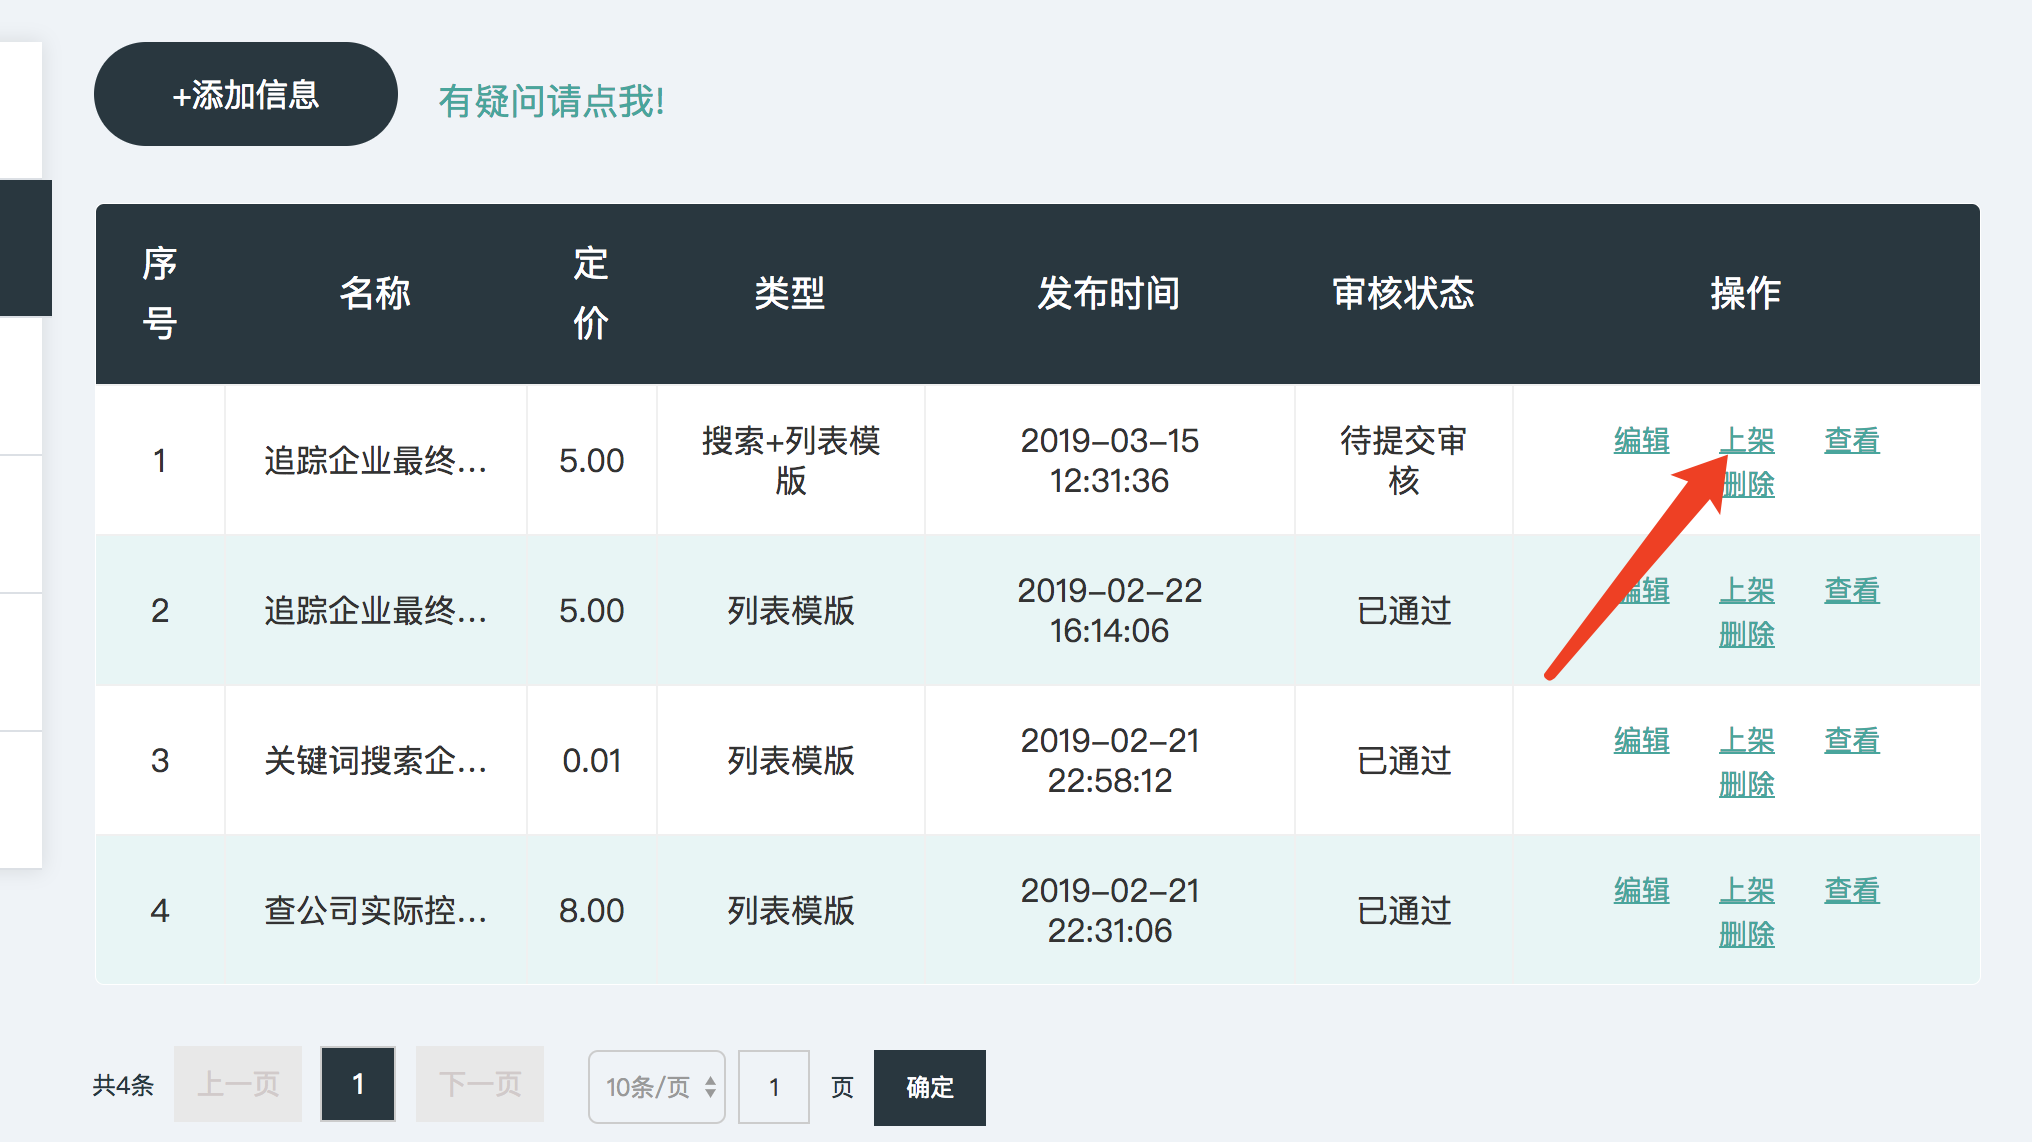 +添加信息
有疑问请点我!
序号
名称
定价
类型
发布时间
审核状态
操作
1
追踪企业最终...
5.00
搜索+列表模
版
2019-03-15
12:31:36
待提交审
核
编辑 上架 查看
删除
2
追踪企业最终...
5.00
列表模版
2019-02-22
16:14:06
已通过
编辑 上架 查看
删除
3
关键词搜索企...
0.01
列表模版
2019-02-21
22:58:12
已通过
编辑 上架 查看
删除
4
查公司实际控...
8.00
列表模版
2019-02-21
22:31:06
已通过
编辑 上架 查看
删除
共4条 上一页 1 下一页 10条/页 1 页 确定